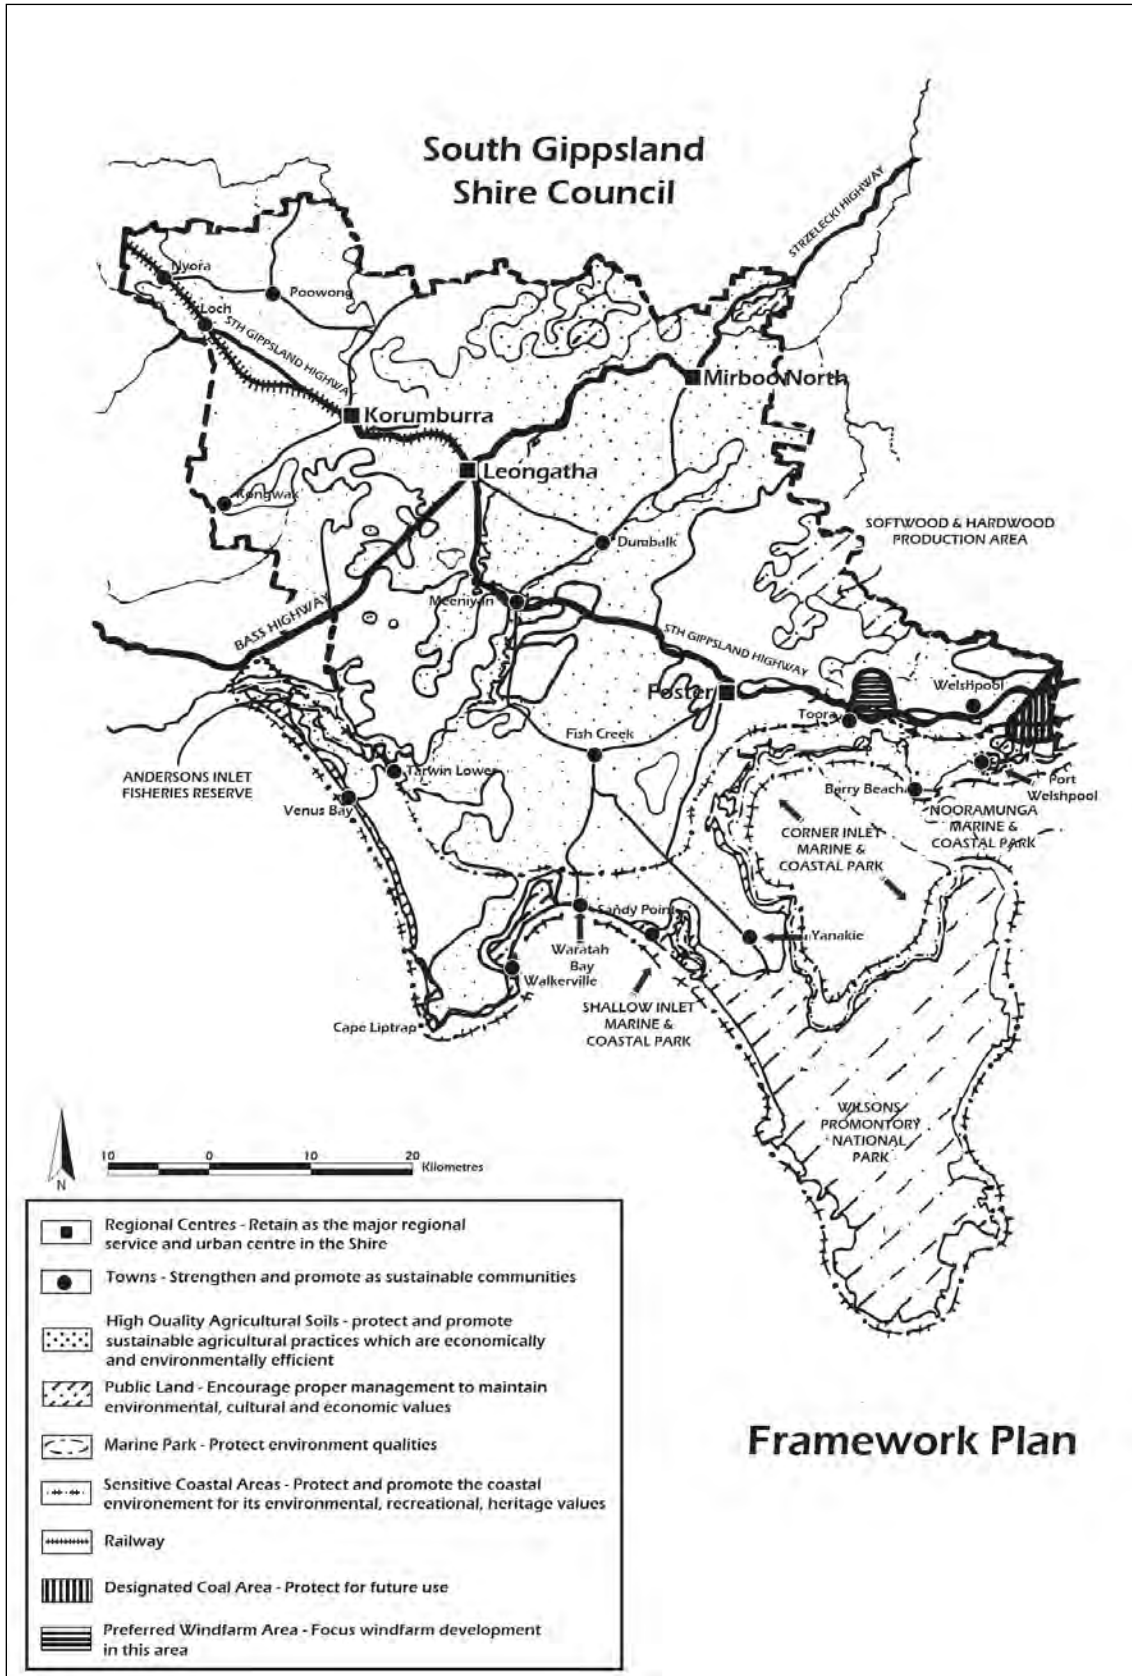 South Gippsland
Shire Council
STRZELECKI HIGHWAY
Nyora
Poowong
Loch
STH GIPPSLAND HIGHWA
Mirboo North
Korumburra
Leongatha
Kongwak
SOFTWOOD & HARDWOOD
PRODUCTION AREA
Dumbalk
Meeniyan
BASS HIGHWAY
STH GIPPSLAND HIGHWAY
Foster
Welshpool
Toora
Fish Creek
ANDERSONS INLET
FISHERIES RESERVE
Tarwin Lower
Venus Bay
Barry Beach
Port
Welshpool
NOORAMUNGA
MARINE &
COASTAL PARK
CORNER INLET
MARINE &
COASTAL PARK
Sandy Point
Yanakie
Waratah
Bay
Walkerville
SHALLOW INLET
MARINE &
COASTAL PARK
Cape Liptrap
WILSONS
PROMONTORY
NATIONAL
PARK
N
10 0 10 20
Kilometres
Regional Centres - Retain as the major regional
service and urban centre in the Shire
Towns - Strengthen and promote as sustainable communities
High Quality Agricultural Soils - protect and promote
sustainable agricultural practices which are economically
and environmentally efficient
Public Land - Encourage proper management to maintain
environmental, cultural and economic values
Marine Park - Protect environment qualities
Sensitive Coastal Areas - Protect and promote the coastal
environement for its environmental, recreational, heritage values
Railway
Designated Coal Area - Protect for future use
Preferred Windfarm Area - Focus windfarm development
in this area
Framework Plan